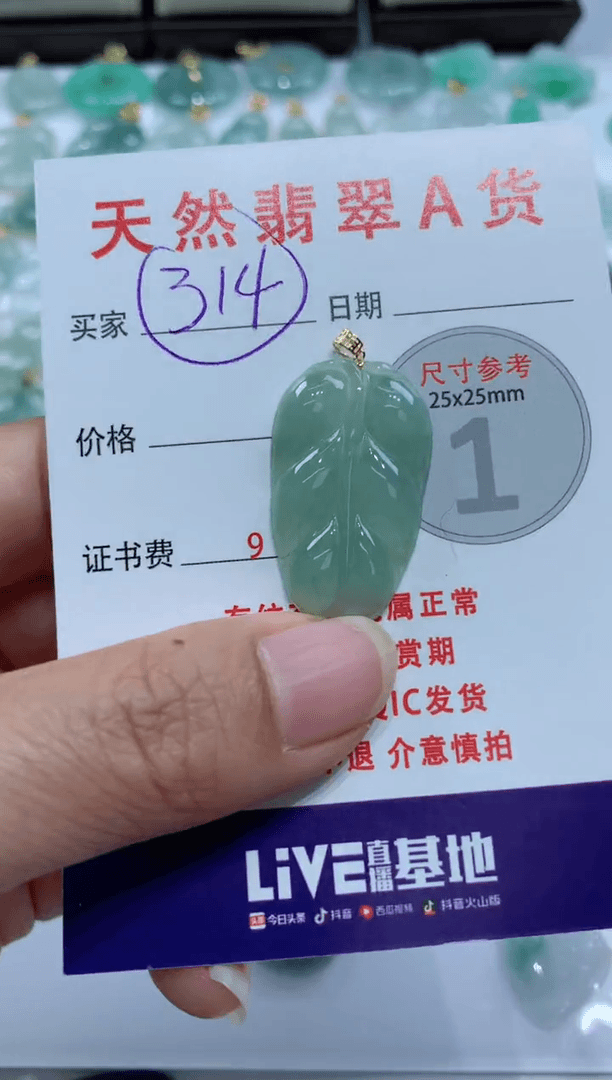 天然翡翠A货
买家 314 日期
价格
尺寸参考
25x25mm
1
证书费 9
属正常
赏期
IC发货
退 介意慎拍
LiVE直播基地
今日头条 抖音 西瓜视频 抖音火山版